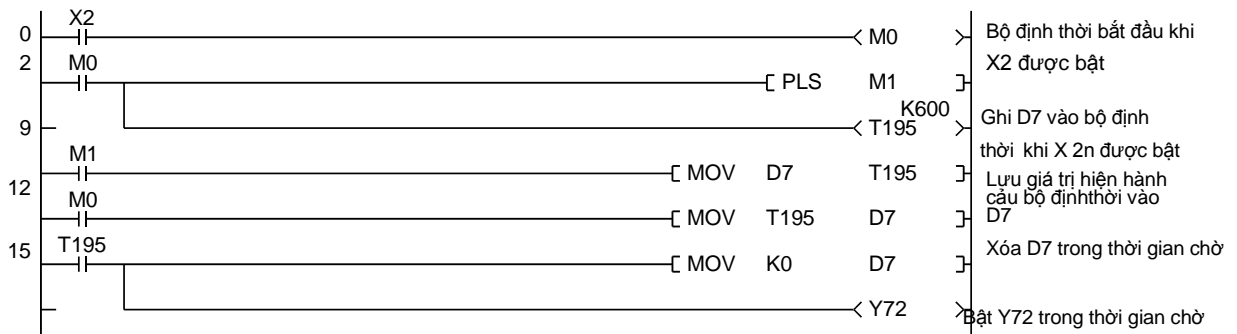 X2
0 M0 Bộ định thời bắt đầu khi
2 M0 X2 được bật
PLS M1
K600
9 T195 Ghi D7 vào bộ định
M1 thời khi X 2n được bật
MOV D7 T195 Lưu giá trị hiện hành
12 cảu bộ địnhthời vào
M0
MOV T195 D7 D7
15 T195
MOV K0 D7 Xóa D7 trong thời gian chờ
Y72 Bật Y72 trong thời gian chờ